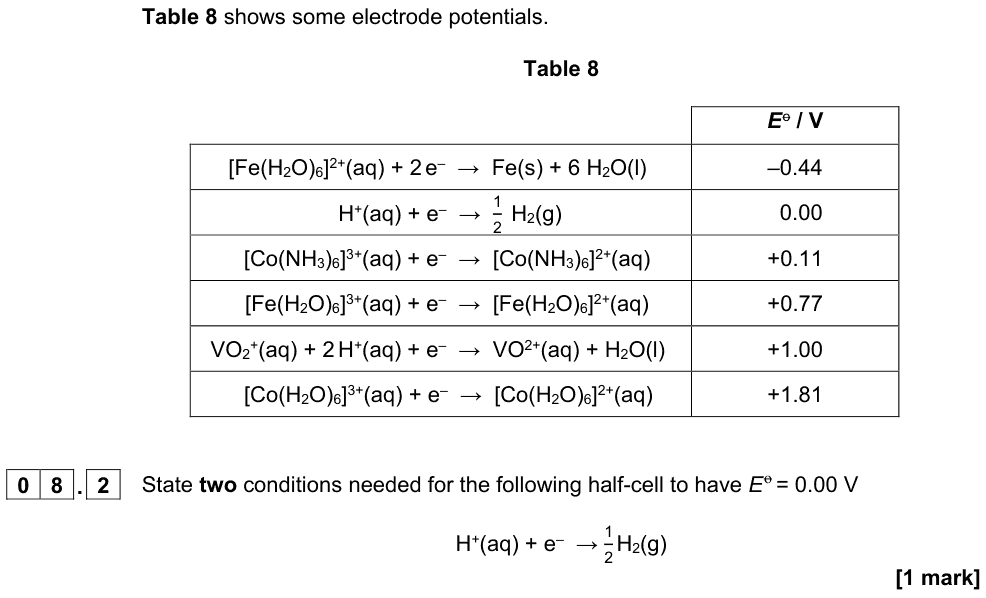 Table 8 shows some electrode potentials.
Table 8
E⦵ / V
[Fe(H₂O)₆]²⁺(aq) + 2 e⁻ → Fe(s) + 6 H₂O(l) –0.44
H⁺(aq) + e⁻ → 1/2 H₂(g) 0.00
[Co(NH₃)₆]³⁺(aq) + e⁻ → [Co(NH₃)₆]²⁺(aq) +0.11
[Fe(H₂O)₆]³⁺(aq) + e⁻ → [Fe(H₂O)₆]²⁺(aq) +0.77
VO₂⁺(aq) + 2 H⁺(aq) + e⁻ → VO²⁺(aq) + H₂O(l) +1.00
[Co(H₂O)₆]³⁺(aq) + e⁻ → [Co(H₂O)₆]²⁺(aq) +1.81
0 8 . 2 State two conditions needed for the following half-cell to have E⦵ = 0.00 V
H⁺(aq) + e⁻ → 1/2 H₂(g)
[1 mark]